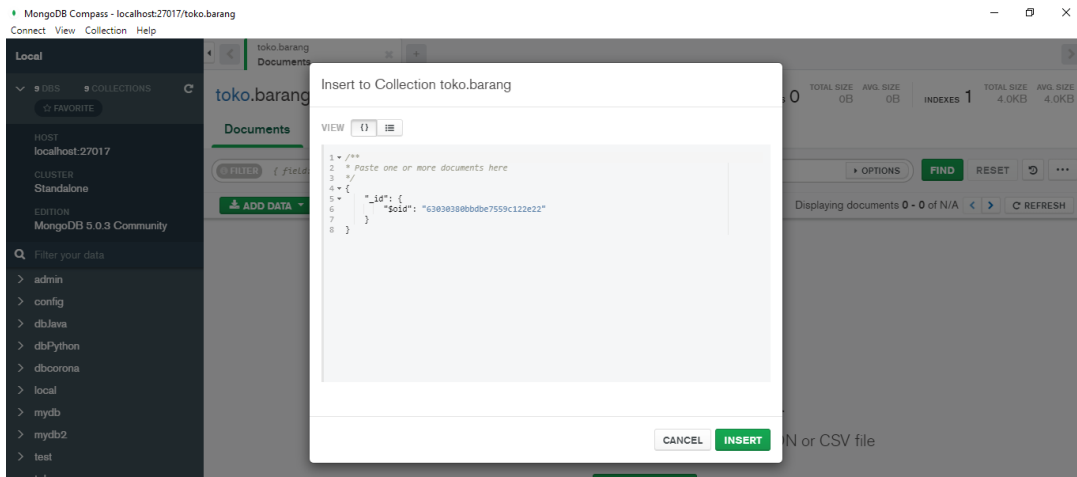 MongoDB Compass - localhost:27017/toko.barang
Connect View Collection Help
Local
9 DBS 9 COLLECTIONS
FAVORITE
HOST
localhost:27017
CLUSTER
Standalone
EDITION
MongoDB 5.0.3 Community
Filter your data
admin
config
dbJava
dbPython
dbcorona
local
mydb
mydb2
test
toko.barang
Documents
toko.barang
0 TOTAL SIZE 0B AVG. SIZE 0B INDEXES 1 TOTAL SIZE 4.0KB AVG. SIZE 4.0KB
Documents
FILTER { field:
OPTIONS FIND RESET
ADD DATA
Displaying documents 0 - 0 of N/A REFRESH
Insert to Collection toko.barang
VIEW {}
1 /**
2 * Paste one or more documents here
3 */
4 {
5 "_id": {
6 "$oid": "63030380bbdbe7559c122e22"
7 }
8 }
CANCEL INSERT
N or CSV file